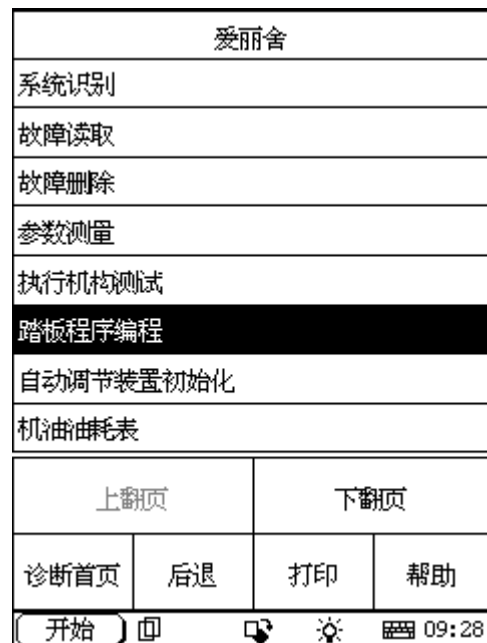 爱丽舍
系统识别
故障读取
故障删除
参数测量
执行机构测试
踏板程序编程
自动调节装置初始化
机油油耗表
上翻页 下翻页
诊断首页 后退 打印 帮助
开始 09:28